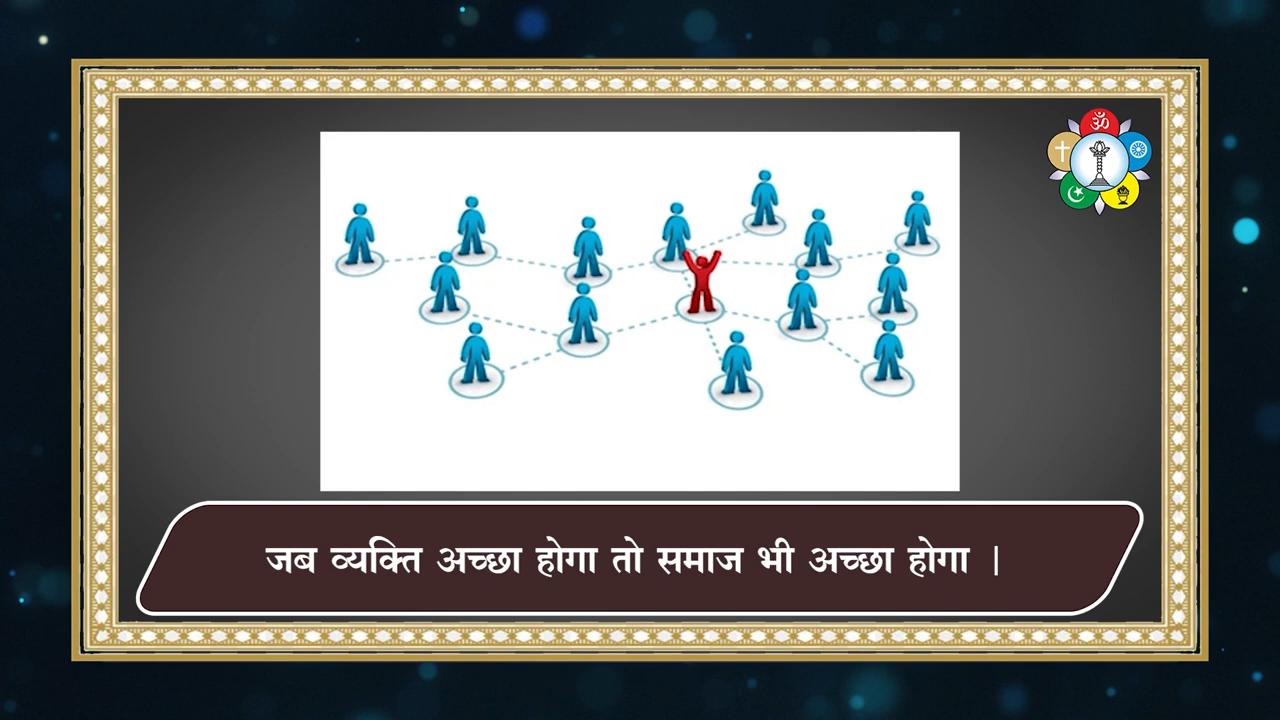 ॐ
जब व्यक्ति अच्छा होगा तो समाज भी अच्छा होगा |